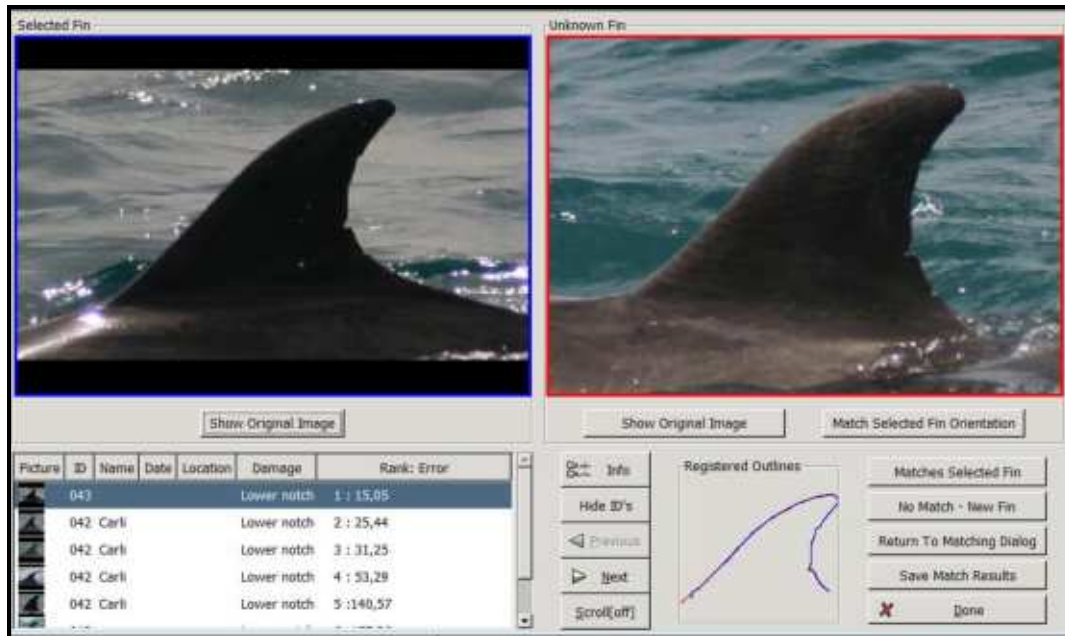 Selected Fin
Unknown Fin
Show Original Image
Show Original Image
Match Selected Fin Orientation
Picture ID Name Date Location Damage Rank: Error
043 Lower notch 1 : 15,05
042 Carli Lower notch 2 : 25,44
042 Carli Lower notch 3 : 31,25
042 Carli Lower notch 4 : 53,29
042 Carli Lower notch 5 :140,57
Info
Hide ID's
Previous
Next
Scroll[off]
Registered Outlines
Matches Selected Fin
No Match - New Fin
Return To Matching Dialog
Save Match Results
Done